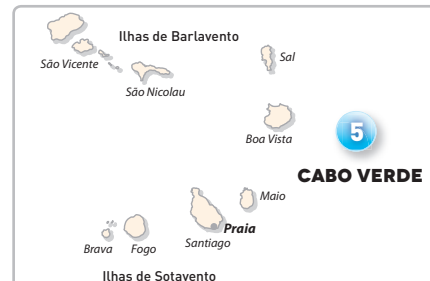 Ilhas de Barlavento
São Vicente
São Nicolau
Sal
Boa Vista
5
CABO VERDE
Maio
Praia
Santiago
Brava
Fogo
Ilhas de Sotavento